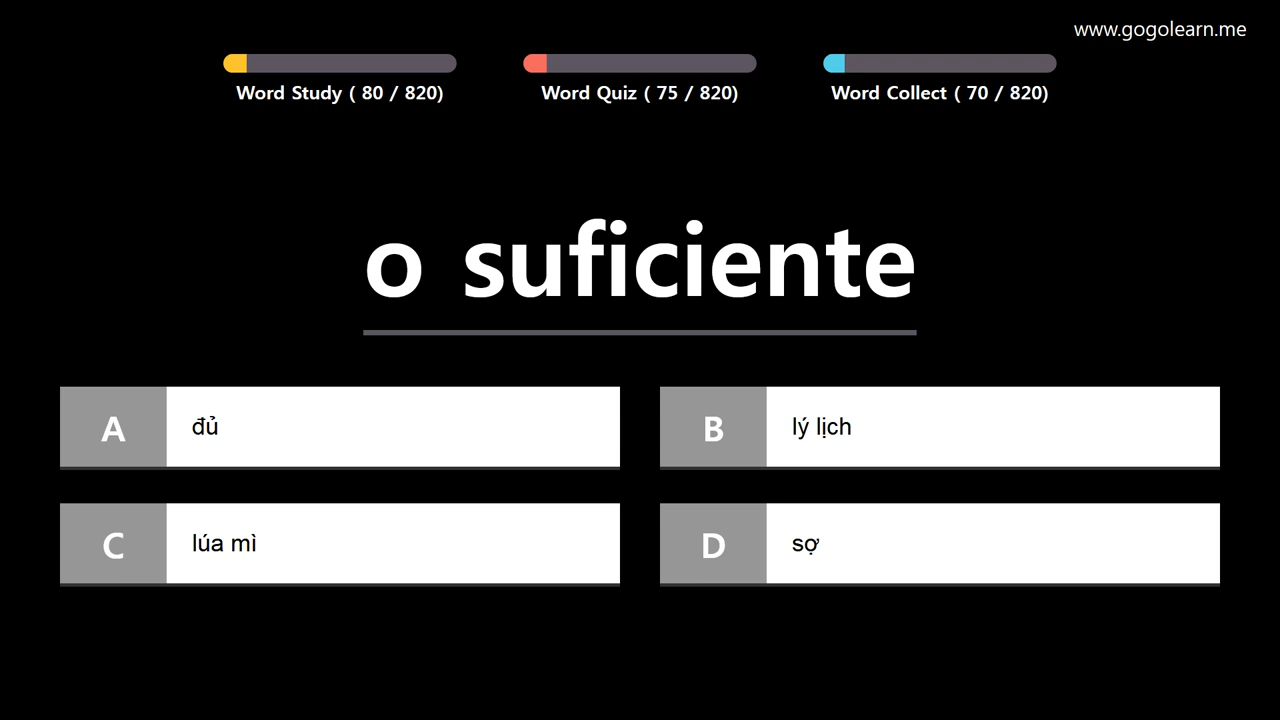 www.gogolearn.me
Word Study ( 80 / 820)
Word Quiz ( 75 / 820)
Word Collect ( 70 / 820)
o suficiente
A đủ
B lý lịch
C lúa mì
D sợ